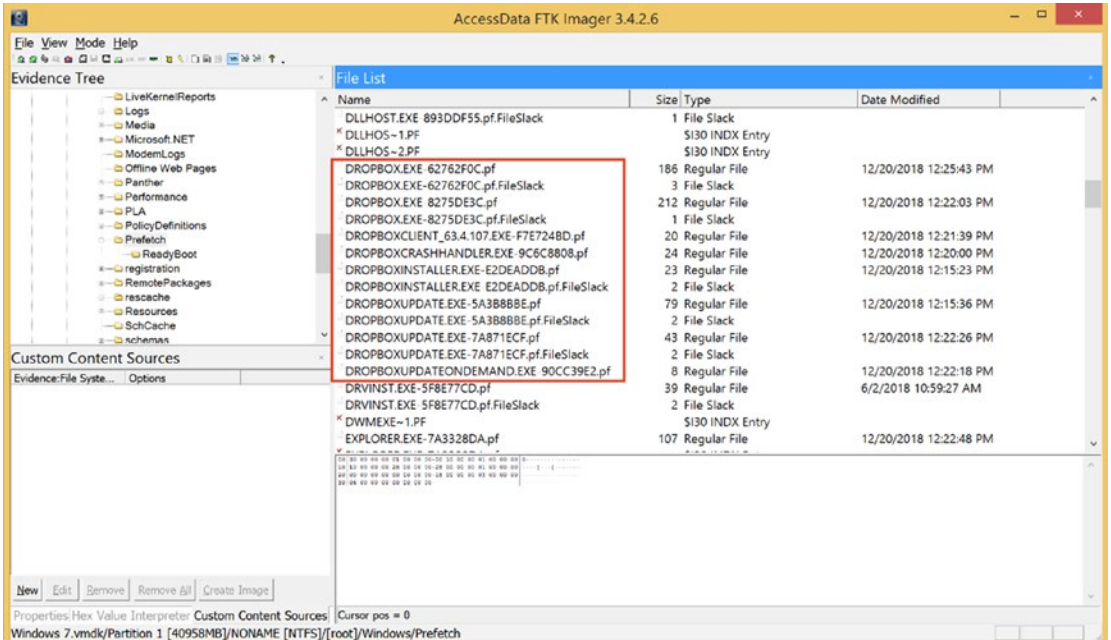 AccessData FTK Imager 3.4.2.6
File View Mode Help
Evidence Tree
LiveKernelReports
Logs
Media
Microsoft.NET
ModemLogs
Offline Web Pages
Panther
Performance
PLA
PolicyDefinitions
Prefetch
ReadyBoot
registration
RemotePackages
rescache
Resources
SchCache
schemas
Custom Content Sources
Evidence:File Syste... Options
New Edit Remove Remove All Create Image
Properties Hex Value Interpreter Custom Content Sources
File List
Name Size Type Date Modified
DLLHOST.EXE-893DDF55.pf.FileSlack 1 File Slack
DLLHOS~1.PF $I30 INDX Entry
DLLHOS~2.PF $I30 INDX Entry
DROPBOX.EXE-62762F0C.pf 186 Regular File 12/20/2018 12:25:43 PM
DROPBOX.EXE-62762F0C.pf.FileSlack 3 File Slack
DROPBOX.EXE-8275DE3C.pf 212 Regular File 12/20/2018 12:22:03 PM
DROPBOX.EXE-8275DE3C.pf.FileSlack 1 File Slack
DROPBOXCLIENT_63.4.107.EXE-F7E724BD.pf 20 Regular File 12/20/2018 12:21:39 PM
DROPBOXCRASHHANDLER.EXE-9C6C8808.pf 24 Regular File 12/20/2018 12:20:00 PM
DROPBOXINSTALLER.EXE-E2DEADDB.pf 23 Regular File 12/20/2018 12:15:23 PM
DROPBOXINSTALLER.EXE-E2DEADDB.pf.FileSlack 2 File Slack
DROPBOXUPDATE.EXE-5A3B8BBE.pf 79 Regular File 12/20/2018 12:15:36 PM
DROPBOXUPDATE.EXE-5A3B8BBE.pf.FileSlack 2 File Slack
DROPBOXUPDATE.EXE-7A871ECF.pf 43 Regular File 12/20/2018 12:22:26 PM
DROPBOXUPDATE.EXE-7A871ECF.pf.FileSlack 2 File Slack
DROPBOXUPDATEONDEMAND.EXE-90CC39E2.pf 8 Regular File 12/20/2018 12:22:18 PM
DRVINST.EXE-5F8E77CD.pf 39 Regular File 6/2/2018 10:59:27 AM
DRVINST.EXE-5F8E77CD.pf.FileSlack 2 File Slack
DWMEXE~1.PF $I30 INDX Entry
EXPLORER.EXE-7A3328DA.pf 107 Regular File 12/20/2018 12:22:48 PM
Cursor pos = 0
Windows 7.vmdk/Partition 1 [40958MB]/NONAME [NTFS]/[root]/Windows/Prefetch